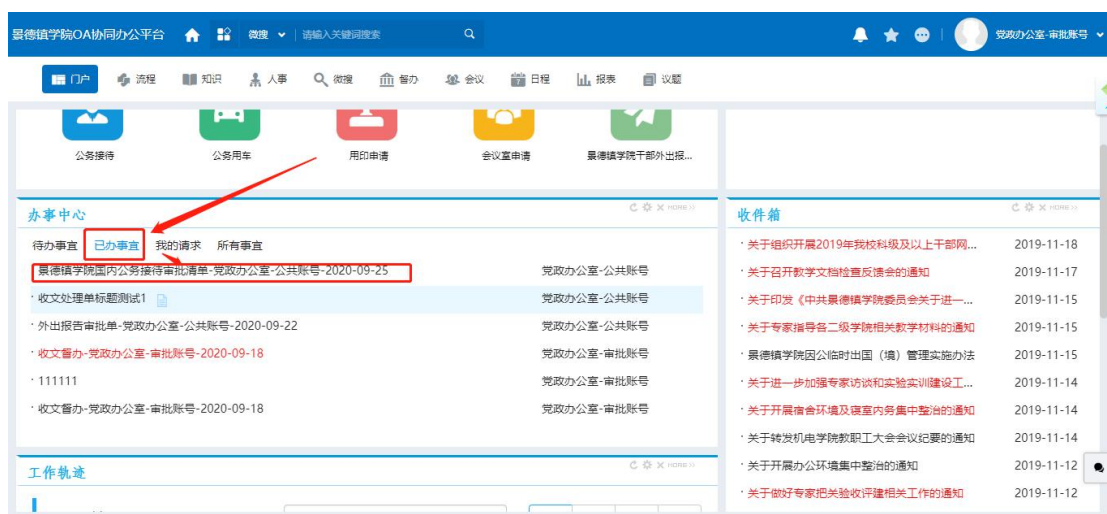 景德镇学院OA协同办公平台 微搜 请输入关键词搜索 党政办公室-审批账号
门户 流程 知识 人事 微搜 督办 会议 日程 报表 议题
公务接待 公务用车 用印申请 会议室申请 景德镇学院干部外出报...
办事中心 MORE
待办事宜 已办事宜 我的请求 所有事宜
景德镇学院国内公务接待审批清单-党政办公室-公共账号-2020-09-25 党政办公室-公共账号
收文处理单标题测试1 党政办公室-公共账号
外出报告审批单-党政办公室-公共账号-2020-09-22 党政办公室-公共账号
收文督办-党政办公室-审批账号-2020-09-18 党政办公室-审批账号
111111 党政办公室-审批账号
收文督办-党政办公室-审批账号-2020-09-18 党政办公室-审批账号
工作轨迹 MORE
收件箱 MORE
关于组织开展2019年我校科级及以上干部网... 2019-11-18
关于召开教学文档检查反馈会的通知 2019-11-17
关于印发《中共景德镇学院委员会关于进一... 2019-11-15
关于专家指导各二级学院相关教学材料的通知 2019-11-15
景德镇学院因公临时出国（境）管理实施办法 2019-11-15
关于进一步加强专家访谈和实验实训建设工... 2019-11-14
关于开展宿舍环境及寝室内务集中整治的通知 2019-11-14
关于转发机电学院教职工大会会议纪要的通知 2019-11-14
关于开展办公环境集中整治的通知 2019-11-12
关于做好专家把关验收评建相关工作的通知 2019-11-12